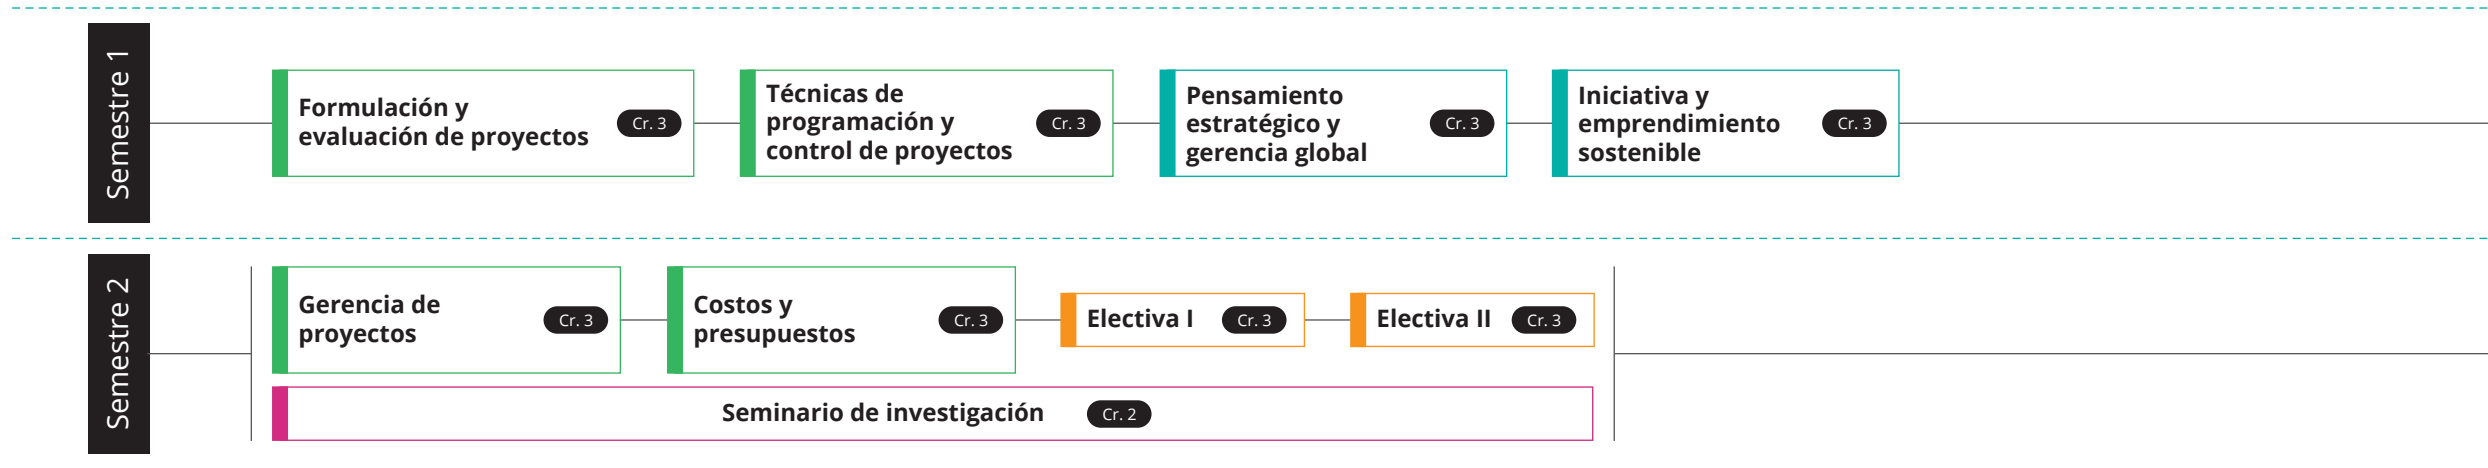 Semestre 1
Formulación y
evaluación de proyectos
Cr. 3
Técnicas de
programación y
control de proyectos
Cr. 3
Pensamiento
estratégico y
gerencia global
Cr. 3
Iniciativa y
emprendimiento
sostenible
Cr. 3
Semestre 2
Gerencia de
proyectos
Cr. 3
Costos y
presupuestos
Cr. 3
Electiva I
Cr. 3
Electiva II
Cr. 3
Seminario de investigación
Cr. 2